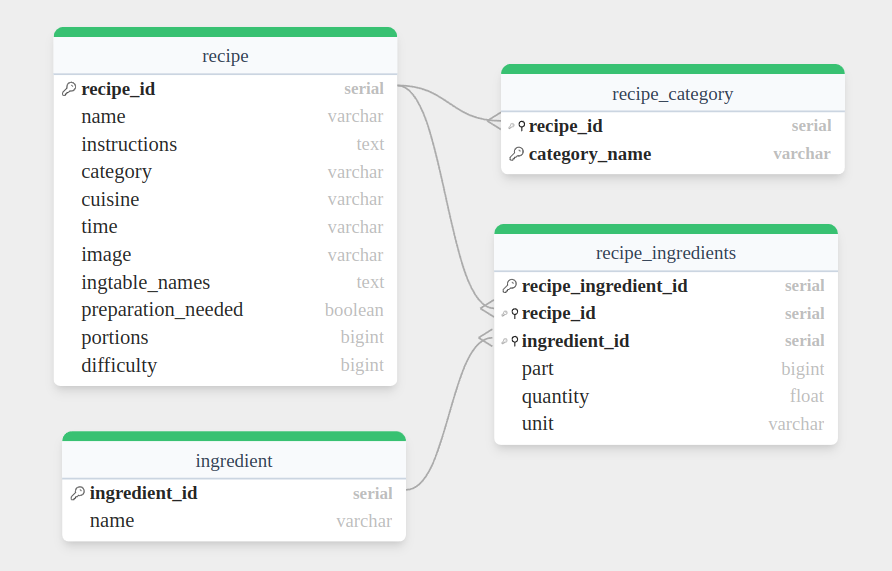 recipe
recipe_id serial
name varchar
instructions text
category varchar
cuisine varchar
time varchar
image varchar
ingtable_names text
preparation_needed boolean
portions bigint
difficulty bigint
recipe_category
recipe_id serial
category_name varchar
recipe_ingredients
recipe_ingredient_id serial
recipe_id serial
ingredient_id serial
part bigint
quantity float
unit varchar
ingredient
ingredient_id serial
name varchar